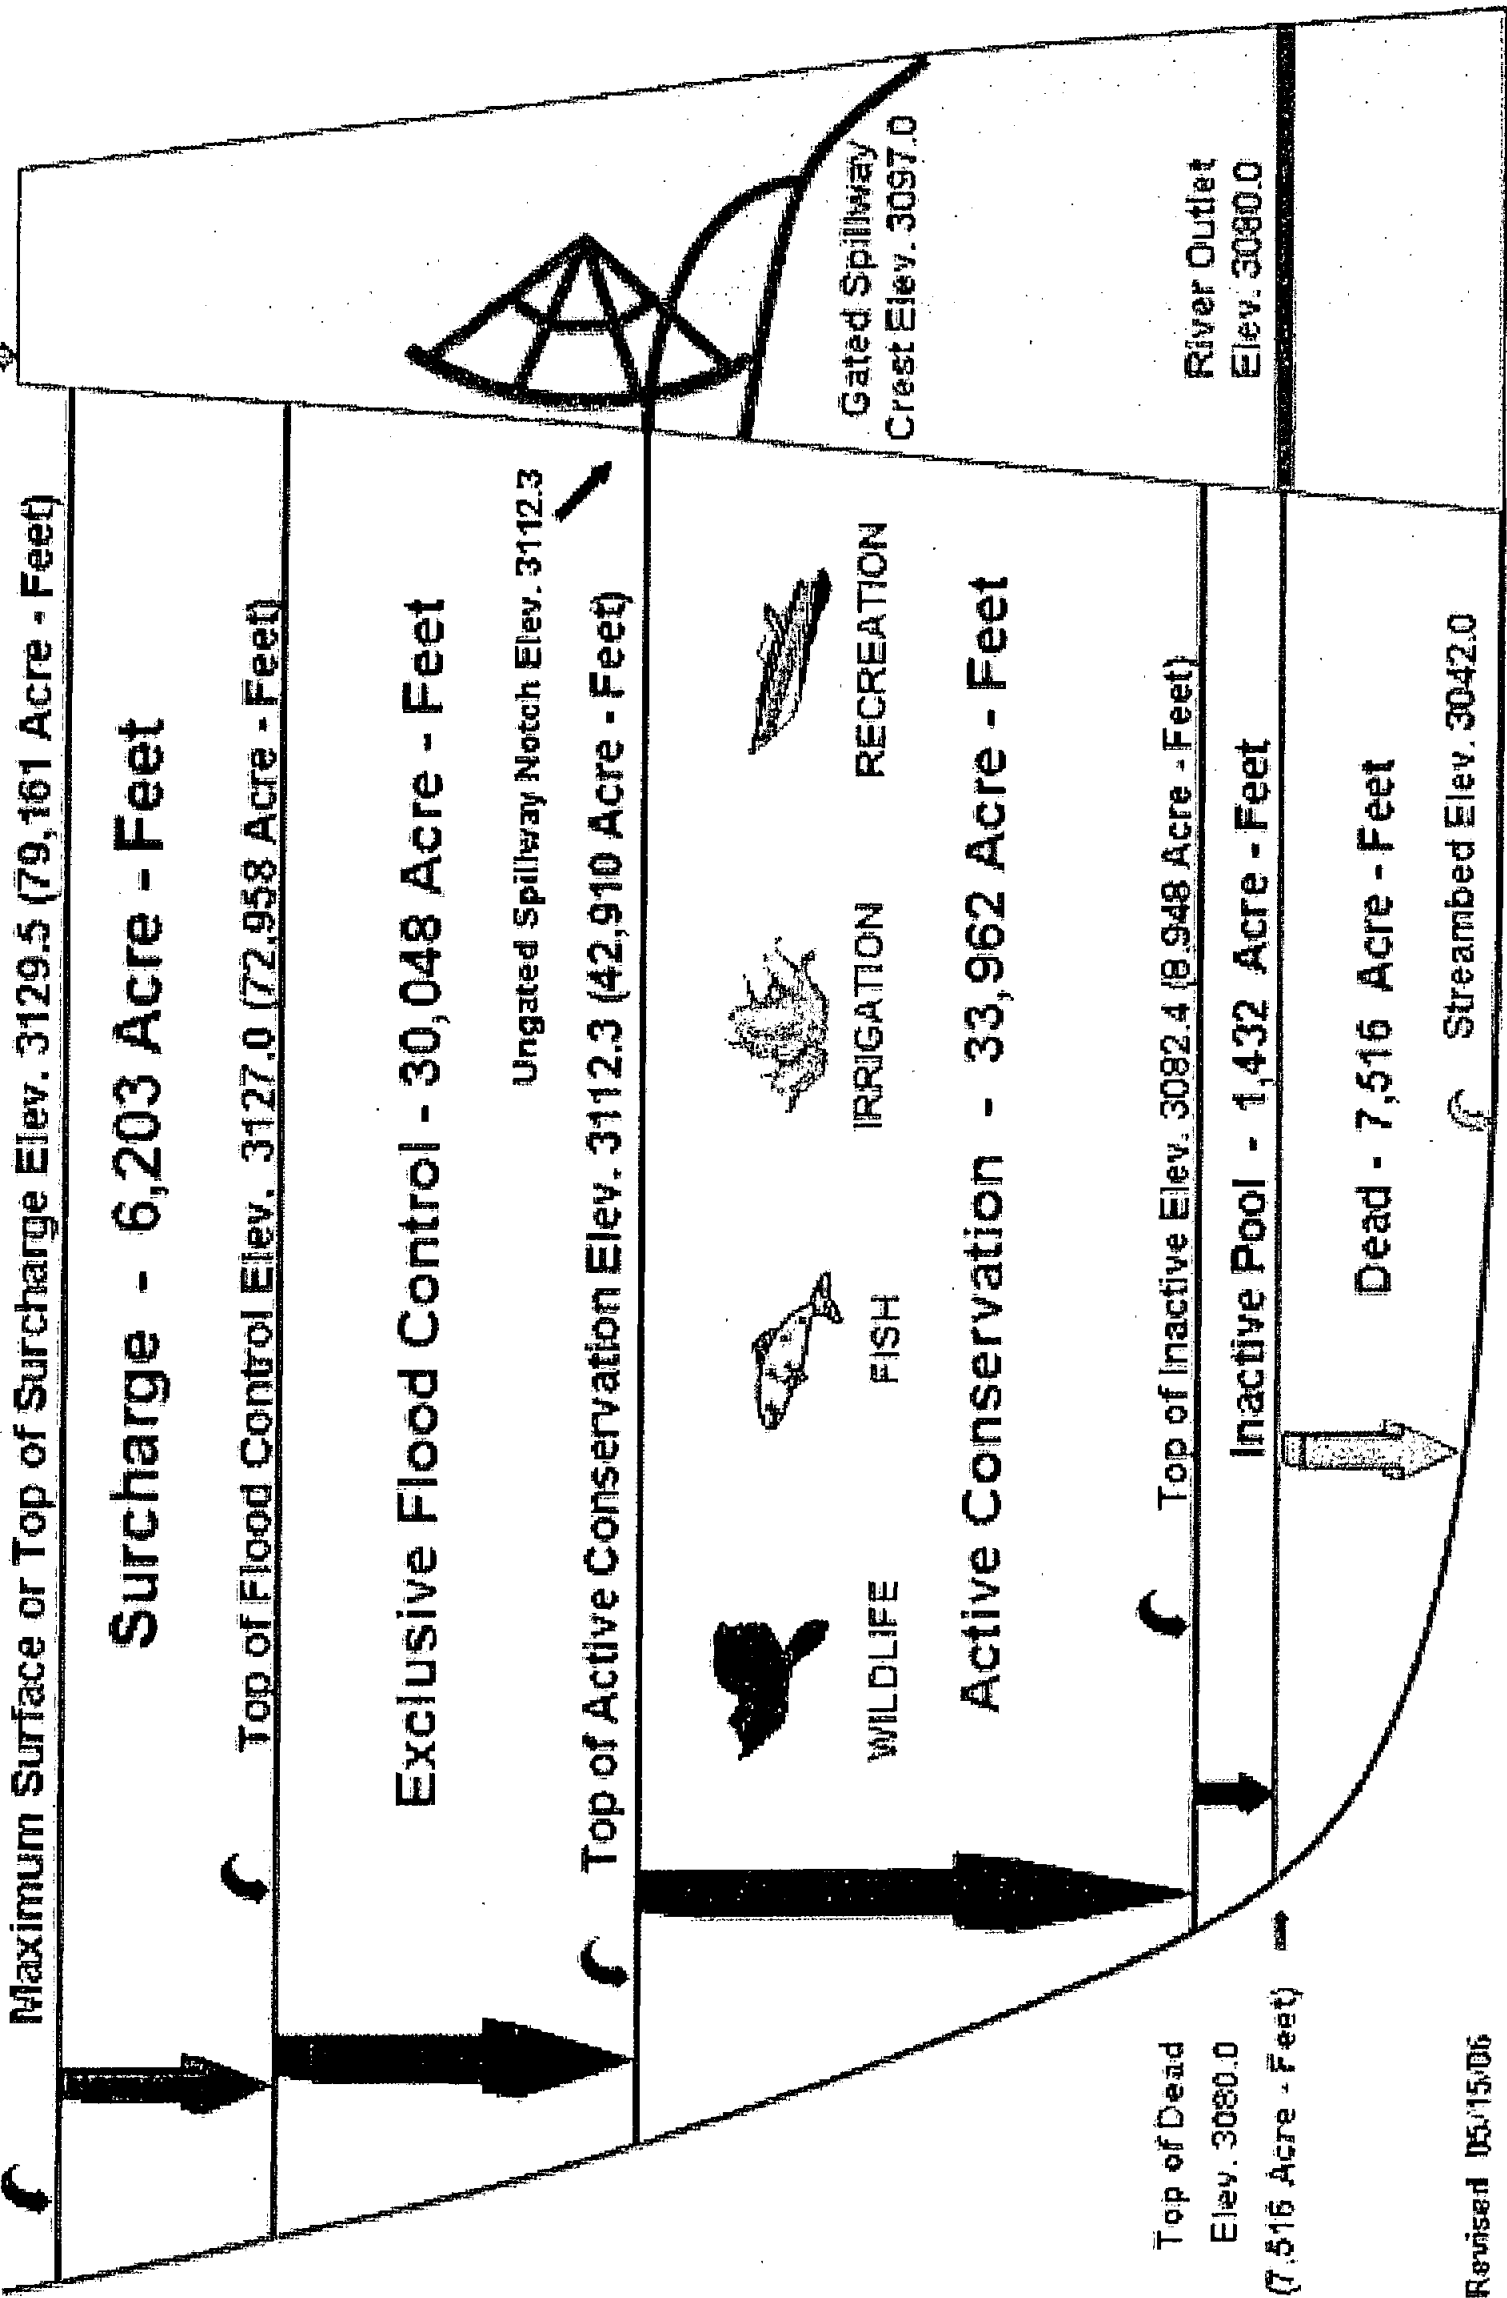 Maximum Surface or Top of Surcharge Elev. 3129.5 (79,161 Acre - Feet)
Surcharge - 6,203 Acre - Feet
Top of Flood Control Elev. 3127.0 (72,958 Acre - Feet)
Exclusive Flood Control - 30,048 Acre - Feet
Ungated Spillway Notch Elev. 3112.3
Top of Active Conservation Elev. 3112.3 (42,910 Acre - Feet)
WILDLIFE
FISH
IRRIGATION
RECREATION
Gated Spillway
Crest Elev. 3097.0
Active Conservation - 33,962 Acre - Feet
Top of Inactive Elev. 3082.4 (8,948 Acre - Feet)
River Outlet
Elev. 3080.0
Inactive Pool - 1,432 Acre - Feet
Top of Dead
Elev. 3080.0
(7,516 Acre - Feet)
Dead - 7,516 Acre - Feet
Streambed Elev. 3042.0
Revised 05/15/06